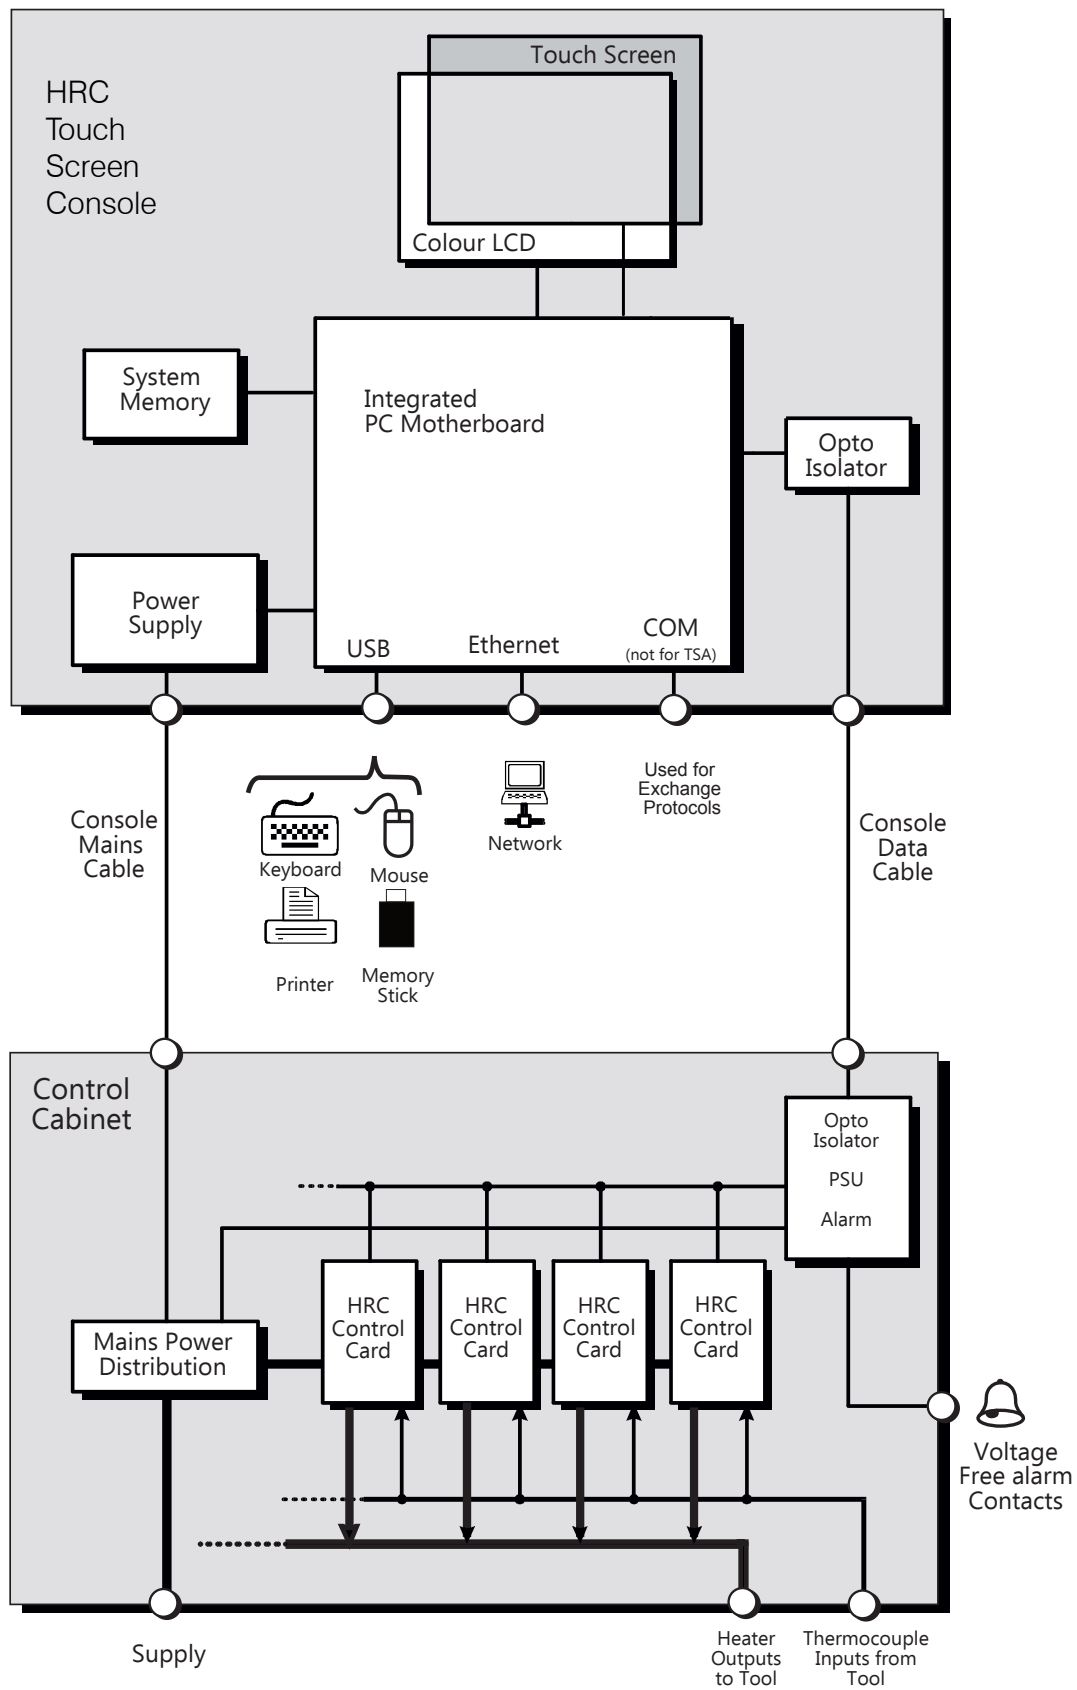 Touch Screen
HRC
Touch
Screen
Console
Colour LCD
System
Memory
Integrated
PC Motherboard
Opto
Isolator
Power
Supply
USB
Ethernet
COM
(not for TSA)
Console
Mains
Cable
Keyboard
Mouse
Printer
Memory
Stick
Network
Used for
Exchange
Protocols
Console
Data
Cable
Control
Cabinet
Opto
Isolator
PSU
Alarm
Mains Power
Distribution
HRC
Control
Card
HRC
Control
Card
HRC
Control
Card
HRC
Control
Card
Voltage
Free alarm
Contacts
Supply
Heater
Outputs
to Tool
Thermocouple
Inputs from
Tool